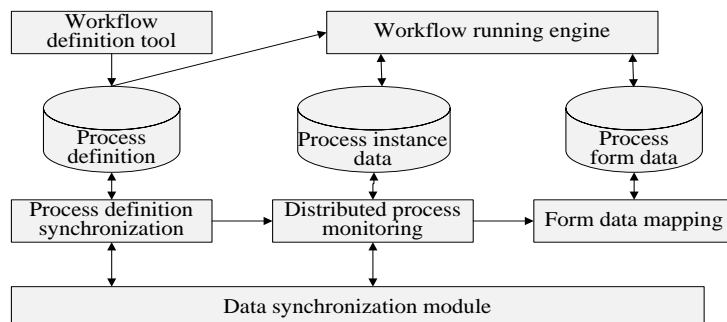 Workflow
definition tool
Workflow running engine
Process
definition
Process instance
data
Process
form data
Process definition
synchronization
Distributed process
monitoring
Form data mapping
Data synchronization module